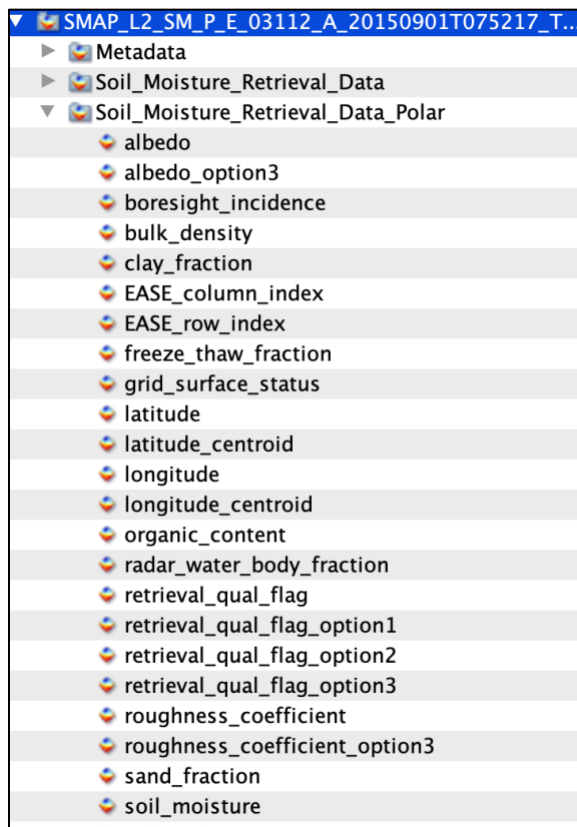 SMAP_L2_SM_P_E_03112_A_20150901T075217_T...
Metadata
Soil_Moisture_Retrieval_Data
Soil_Moisture_Retrieval_Data_Polar
albedo
albedo_option3
boresight_incidence
bulk_density
clay_fraction
EASE_column_index
EASE_row_index
freeze_thaw_fraction
grid_surface_status
latitude
latitude_centroid
longitude
longitude_centroid
organic_content
radar_water_body_fraction
retrieval_qual_flag
retrieval_qual_flag_option1
retrieval_qual_flag_option2
retrieval_qual_flag_option3
roughness_coefficient
roughness_coefficient_option3
sand_fraction
soil_moisture